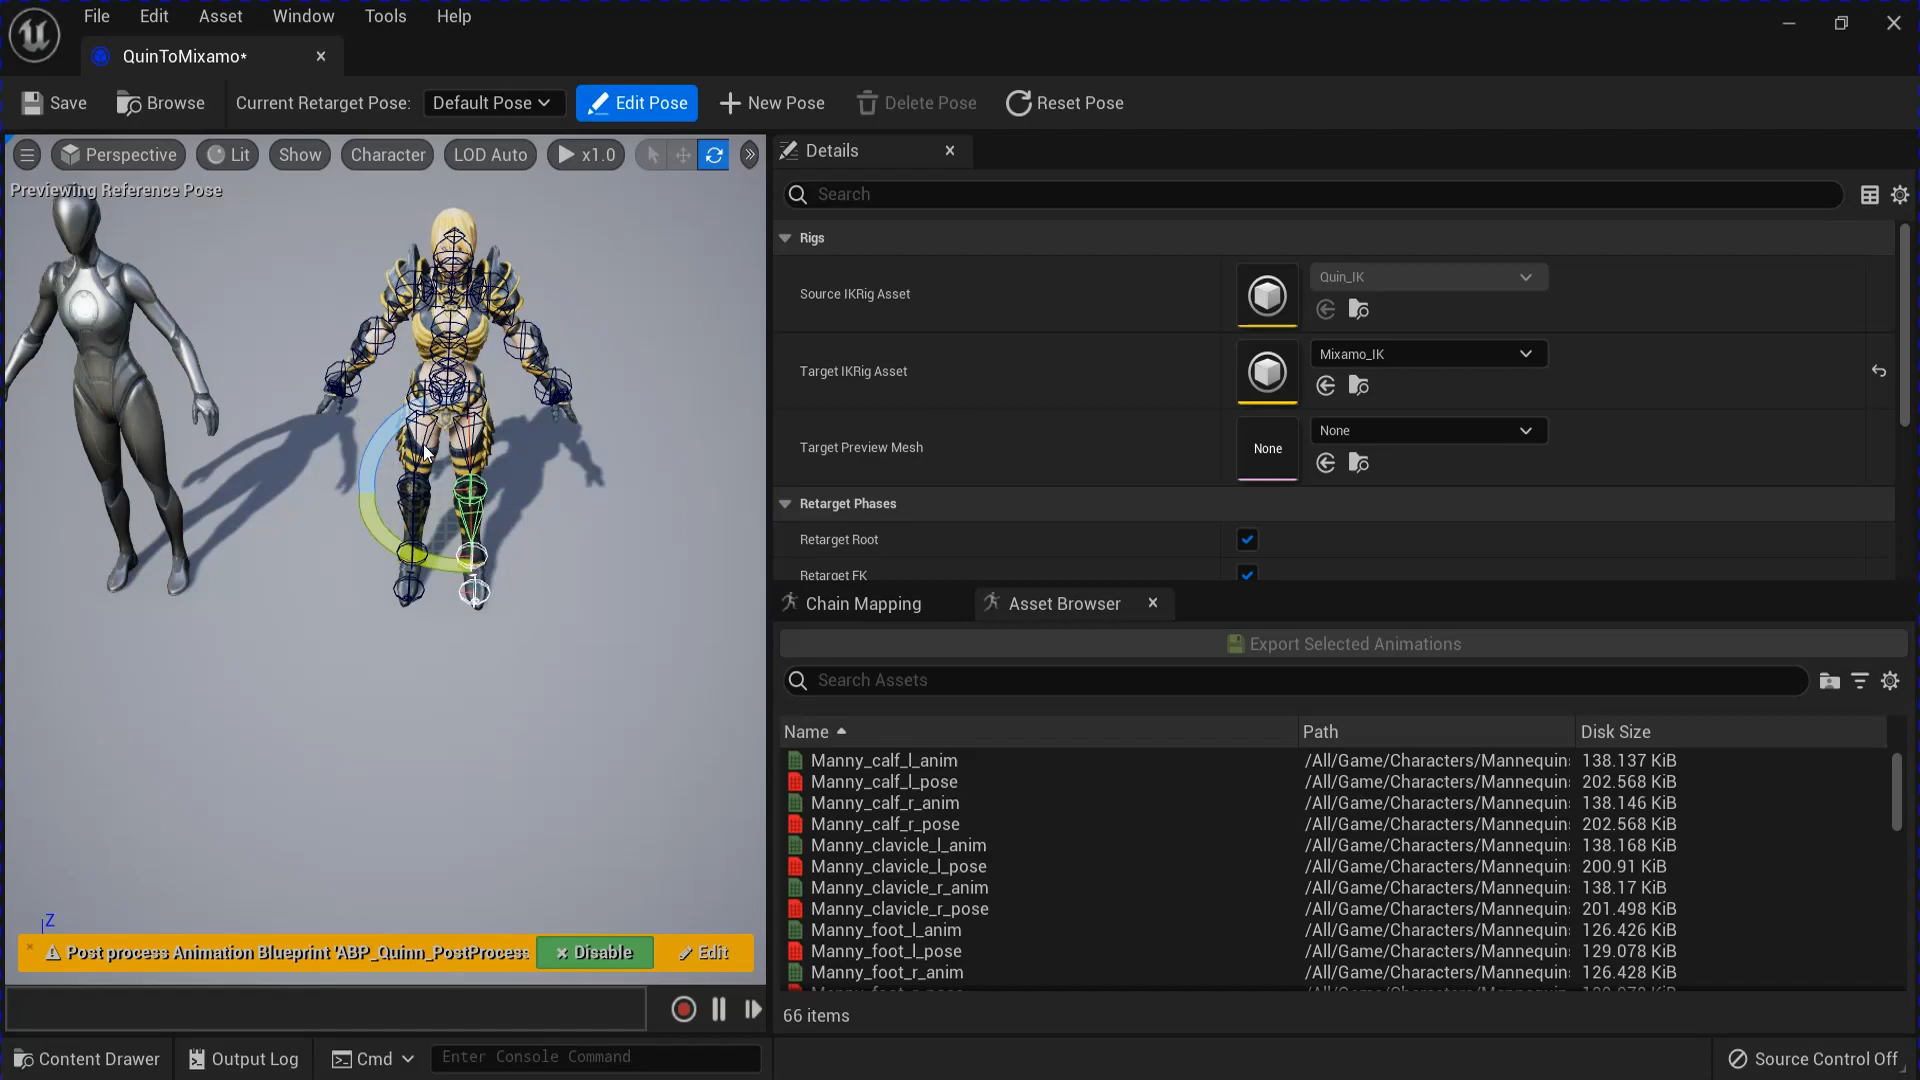 File Edit Asset Window Tools Help
QuinToMixamo*
Save Browse Current Retarget Pose: Default Pose Edit Pose New Pose Delete Pose Reset Pose
Perspective Lit Show Character LOD Auto x1.0
Previewing Reference Pose
Z
Post process Animation Blueprint 'ABP_Quinn_PostProcess Disable Edit
Details
Search
Rigs
Source IKRig Asset Quin_IK
Target IKRig Asset Mixamo_IK
Target Preview Mesh None None
Retarget Phases
Retarget Root
Retarget FK
Chain Mapping Asset Browser
Export Selected Animations
Search Assets
Name Path Disk Size
Manny_calf_l_anim /All/Game/Characters/Mannequin 138.137 KiB
Manny_calf_l_pose /All/Game/Characters/Mannequin 202.568 KiB
Manny_calf_r_anim /All/Game/Characters/Mannequin 138.146 KiB
Manny_calf_r_pose /All/Game/Characters/Mannequin 202.568 KiB
Manny_clavicle_l_anim /All/Game/Characters/Mannequin 138.168 KiB
Manny_clavicle_l_pose /All/Game/Characters/Mannequin 200.91 KiB
Manny_clavicle_r_anim /All/Game/Characters/Mannequin 138.17 KiB
Manny_clavicle_r_pose /All/Game/Characters/Mannequin 201.498 KiB
Manny_foot_l_anim /All/Game/Characters/Mannequin 126.426 KiB
Manny_foot_l_pose /All/Game/Characters/Mannequin 129.078 KiB
Manny_foot_r_anim /All/Game/Characters/Mannequin 126.428 KiB
66 items
Content Drawer Output Log Cmd Enter Console Command Source Control Off